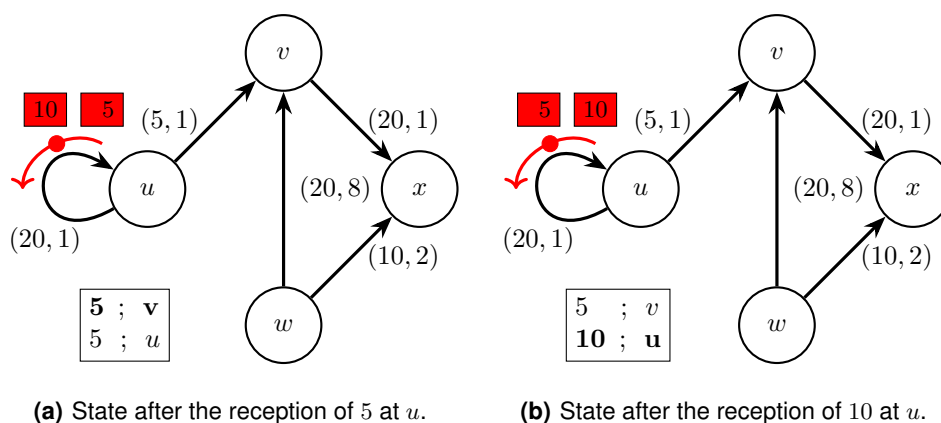 v
10 5
(5, 1)
(20, 1)
u
x
(20, 8)
(20, 1)
(10, 2)
5 ; v
5 ; u
w
(a) State after the reception of 5 at u.
v
5 10
(5, 1)
(20, 1)
u
x
(20, 8)
(20, 1)
(10, 2)
5 ; v
10 ; u
w
(b) State after the reception of 10 at u.